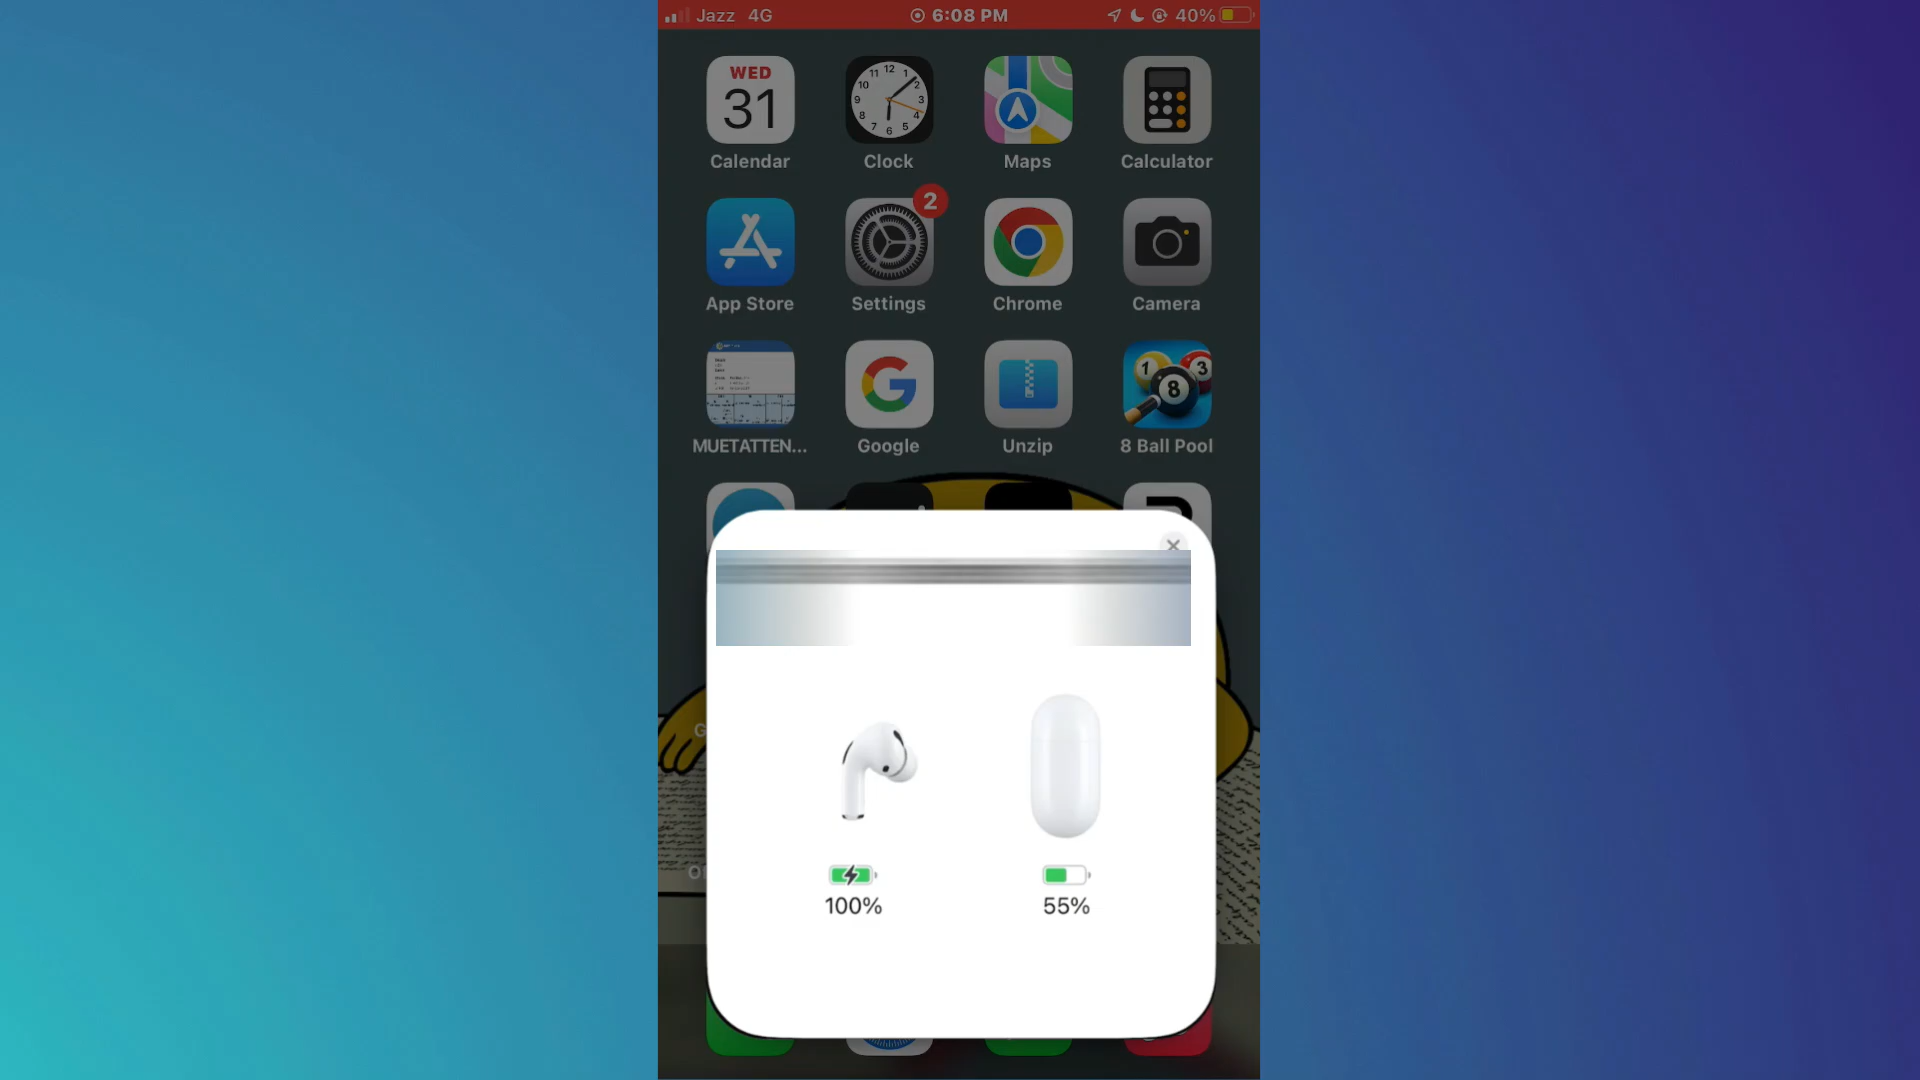 Jazz 4G 6:08 PM 40%
WED
31
Calendar Clock Maps Calculator
2
App Store Settings Chrome Camera
MUETATTEN... Google Unzip 8 Ball Pool
100% 55%